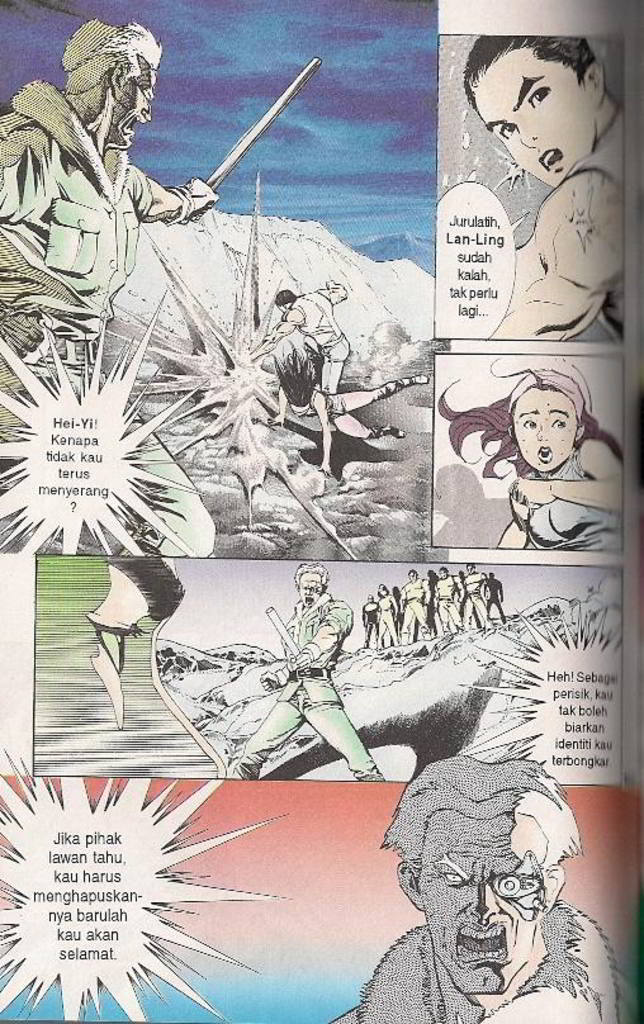 Hei-Yi!
Kenapa
tidak kau
terus
menyerang
?
Jurulatih,
Lan-Ling
sudah
kalah,
tak perlu
lagi...
Heh! Sebagai
perisik, kau
tak boleh
biarkan
identiti kau
terbongkar.
Jika pihak
lawan tahu,
kau harus
menghapuskan-
nya barulah
kau akan
selamat.